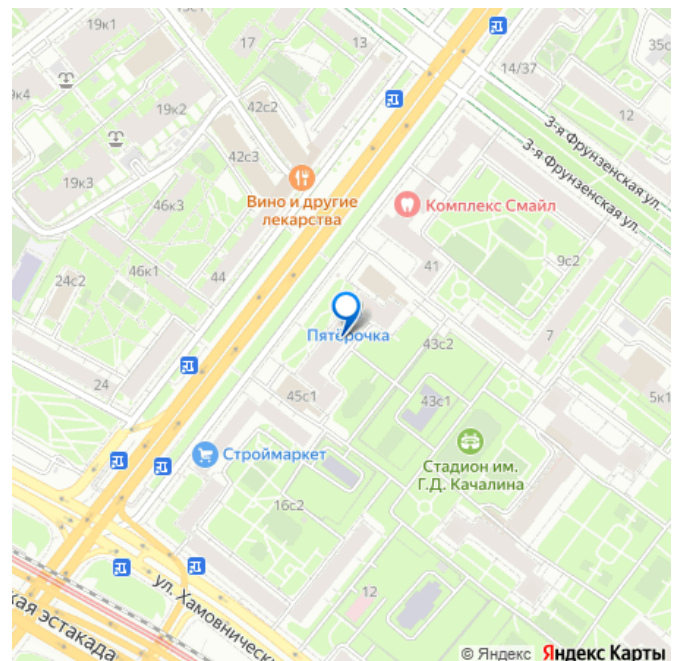 19к1
17
13
35с
14/37
19к4
42с2
12
19к2
3-я Фрунзенская ул.
3-я Фрунзенская ул.
42с3
19к3
Вино и другие
лекарства
Комплекс Смайл
46к3
9с2
24с2
46к1
44
41
Пятёрочка
7
43с2
24
45с1
43с1
5к1
Строймаркет
Стадион им.
Г.Д. Качалина
16с2
ул. Хамовническ
12
кая эстакада
© Яндекс Яндекс Карты